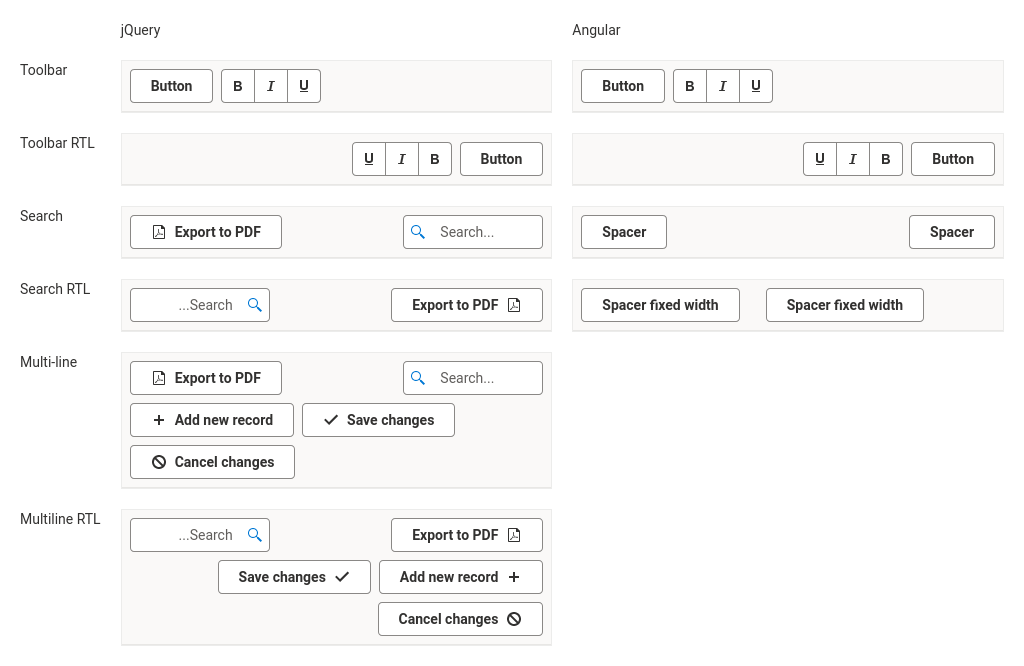 jQuery Angular
Toolbar Button B I U Button B I U
Toolbar RTL U I B Button U I B Button
Search Export to PDF Search... Spacer Spacer
Search RTL ...Search Export to PDF Spacer fixed width Spacer fixed width
Multi-line Export to PDF Search...
Add new record Save changes
Cancel changes
Multiline RTL ...Search Export to PDF
Save changes Add new record
Cancel changes